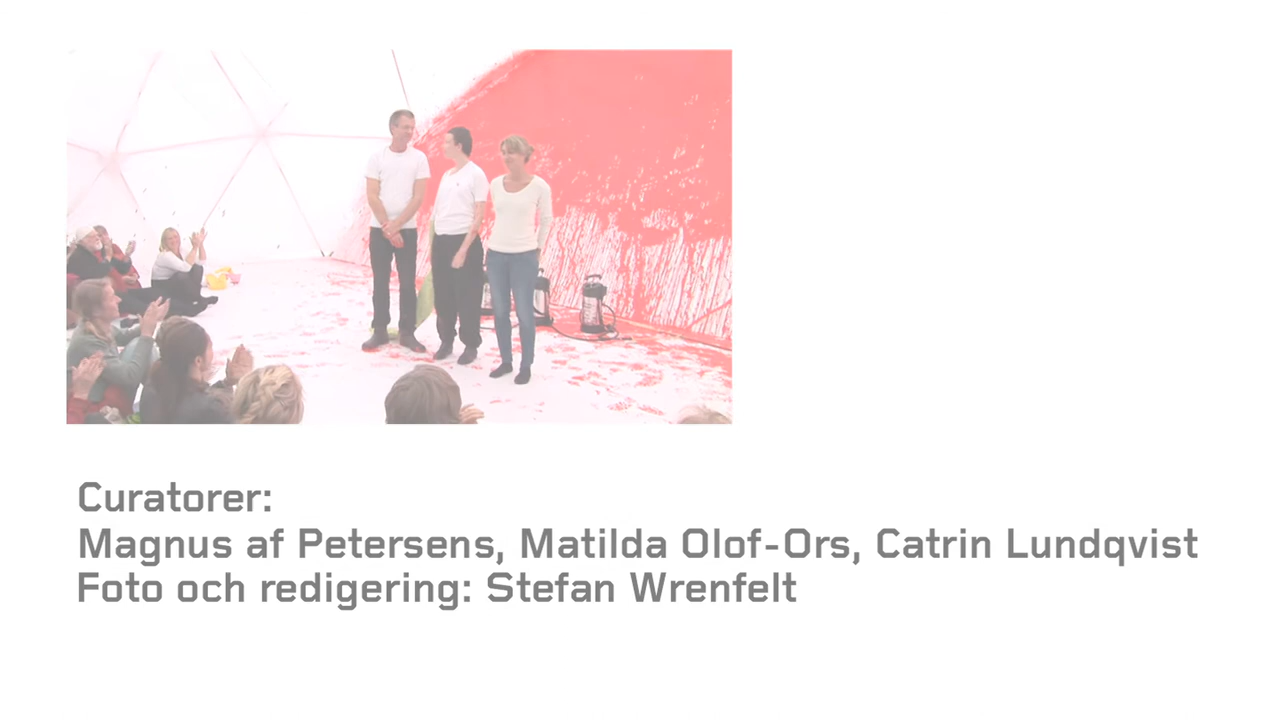 Curatorer:
Magnus af Petersens, Matilda Olof-Ors, Catrin Lundqvist
Foto och redigering: Stefan Wrenfelt